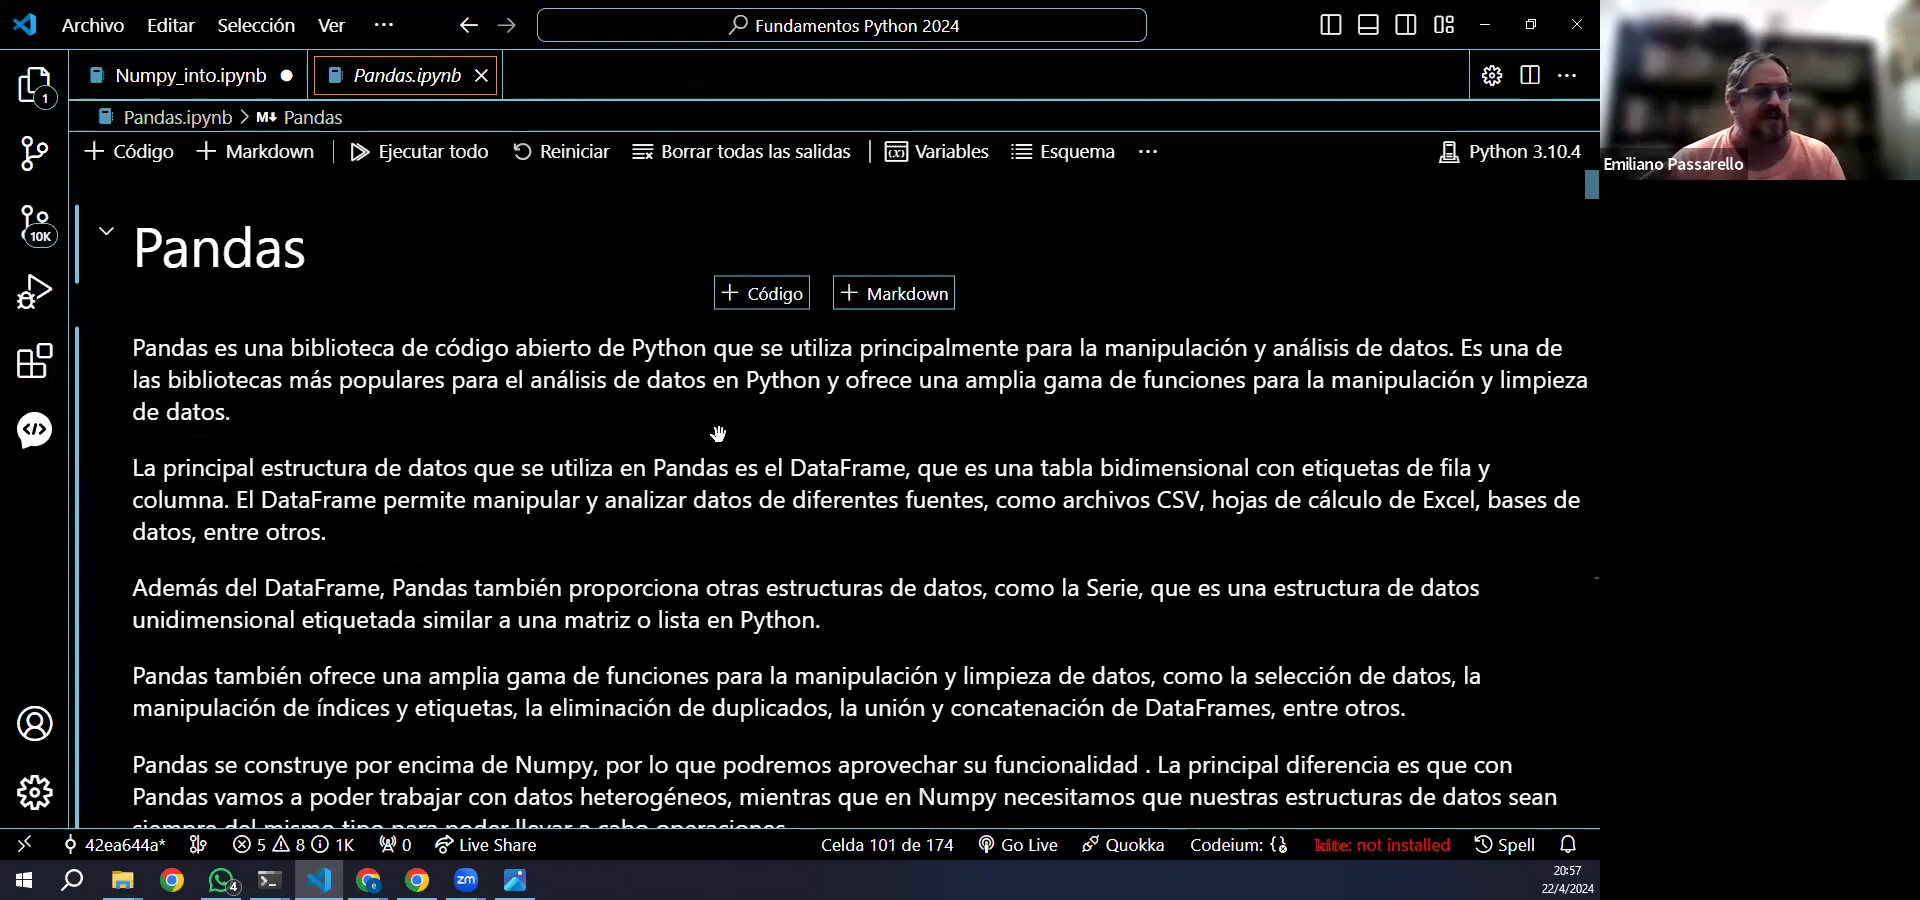 Archivo Editar Selección Ver ··· Fundamentos Python 2024
Numpy_into.ipynb Pandas.ipynb
Pandas.ipynb > M↓ Pandas
+ Código + Markdown Ejecutar todo Reiniciar Borrar todas las salidas Variables Esquema ··· Python 3.10.4
Emiliano Passarello
1
10K
Pandas
+ Código + Markdown
Pandas es una biblioteca de código abierto de Python que se utiliza principalmente para la manipulación y análisis de datos. Es una de
las bibliotecas más populares para el análisis de datos en Python y ofrece una amplia gama de funciones para la manipulación y limpieza
de datos.
La principal estructura de datos que se utiliza en Pandas es el DataFrame, que es una tabla bidimensional con etiquetas de fila y
columna. El DataFrame permite manipular y analizar datos de diferentes fuentes, como archivos CSV, hojas de cálculo de Excel, bases de
datos, entre otros.
Además del DataFrame, Pandas también proporciona otras estructuras de datos, como la Serie, que es una estructura de datos
unidimensional etiquetada similar a una matriz o lista en Python.
Pandas también ofrece una amplia gama de funciones para la manipulación y limpieza de datos, como la selección de datos, la
manipulación de índices y etiquetas, la eliminación de duplicados, la unión y concatenación de DataFrames, entre otros.
Pandas se construye por encima de Numpy, por lo que podremos aprovechar su funcionalidad . La principal diferencia es que con
Pandas vamos a poder trabajar con datos heterogéneos, mientras que en Numpy necesitamos que nuestras estructuras de datos sean
siempre del mismo tipo para poder llevar a cabo operaciones.
42ea644a* 5 8 1K 0 Live Share Celda 101 de 174 Go Live Quokka Codeium: {} kite: not installed Spell
4 zm
20:57
22/4/2024